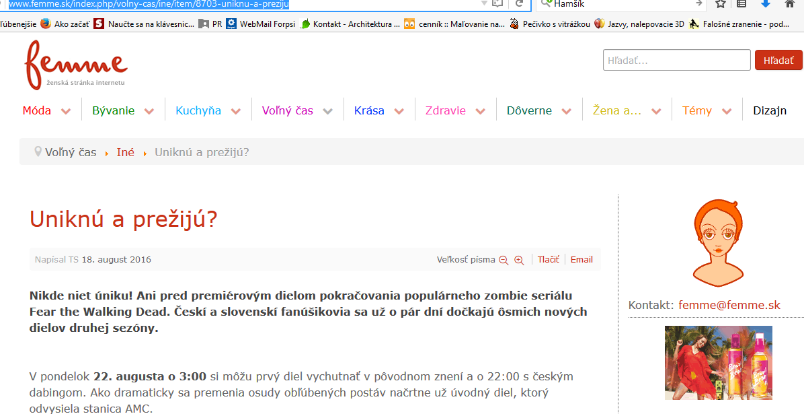 www.femme.sk/index.php/volny-cas/ine/item/8703-uniknu-a-preziju
Hamšík
ľúbenejšie Ako začať Naučte sa na klávesnic... PR WebMail Forpsi Kontakt - Architektura ... cenník :: Maľovanie na... Pečivko s vitrážkou Jazvy, nalepovacie 3D Falošné zranenie - pod...
femme
ženská stránka internetu
Hľadať...
Hľadať
Móda Bývanie Kuchyňa Voľný čas Krása Zdravie Dôverne Žena a... Témy Dizajn
Voľný čas Iné Uniknú a prežijú?
Uniknú a prežijú?
Napísal TS 18. august 2016
Veľkosť písma Tlačiť Email
Nikde niet úniku! Ani pred premiérovým dielom pokračovania populárneho zombie seriálu
Fear the Walking Dead. Českí a slovenskí fanúšikovia sa už o pár dní dočkajú ôsmich nových
dielov druhej sezóny.
Kontakt: femme@femme.sk
V pondelok 22. augusta o 3:00 si môžu prvý diel vychutnať v pôvodnom znení a o 22:00 s českým
dabingom. Ako dramaticky sa premenia osudy obľúbených postáv načrtne už úvodný diel, ktorý
odvysiela stanica AMC.